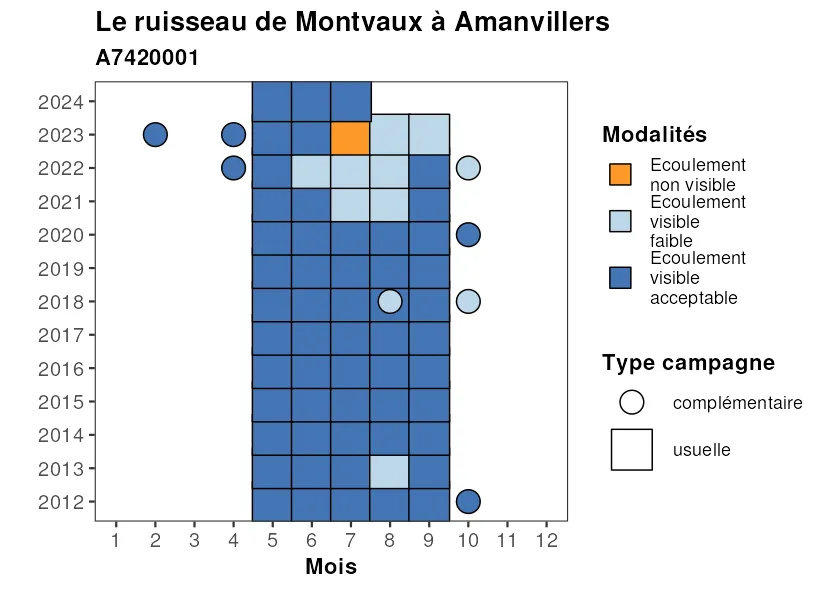 Le ruisseau de Montvaux à Amanvillers
A7420001
2024
2023
2022
2021
2020
2019
2018
2017
2016
2015
2014
2013
2012
1 2 3 4 5 6 7 8 9 10 11 12
Mois
Modalités
Ecoulement
non visible
Ecoulement
visible
faible
Ecoulement
visible
acceptable
Type campagne
complémentaire
usuelle